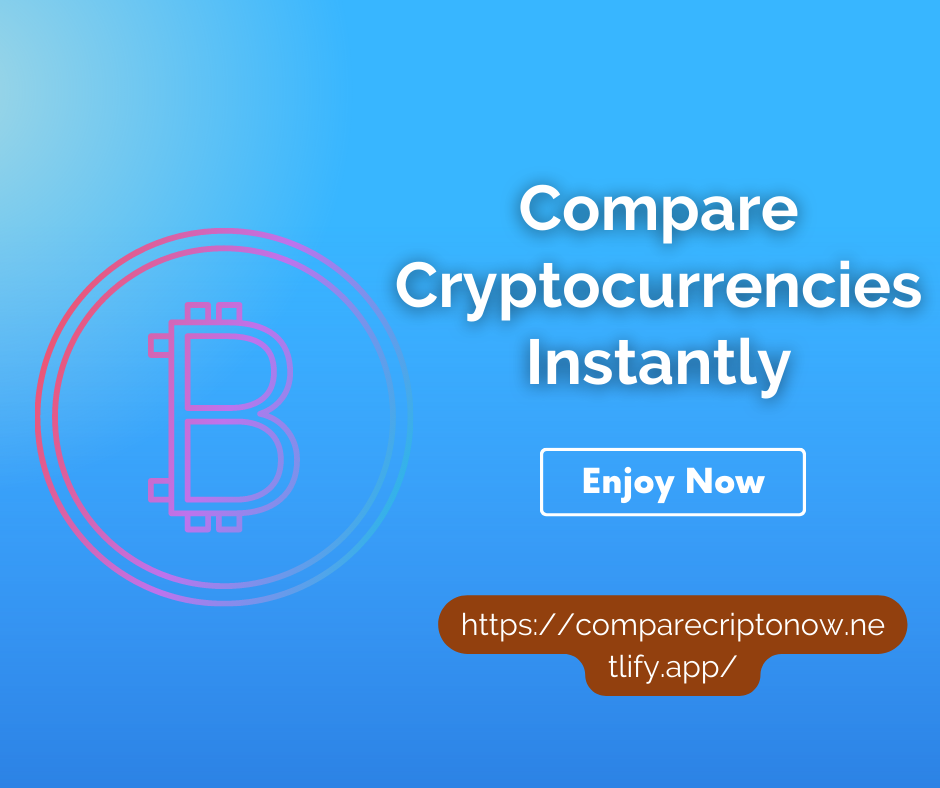 Compare
Cryptocurrencies
Instantly
Enjoy Now
https://comparecriptonow.ne
tlify.app/